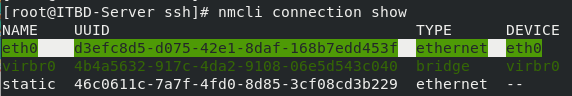 [root@ITBD-Server ssh]# nmcli connection show
NAME UUID TYPE DEVICE
eth0 d3efc8d5-d075-42e1-8daf-168b7edd453f ethernet eth0
virbr0 4b4a5632-917c-4da2-9108-06e5d543c040 bridge virbr0
static 46c0611c-7a7f-4fd0-8d85-3cf08cd3b229 ethernet --